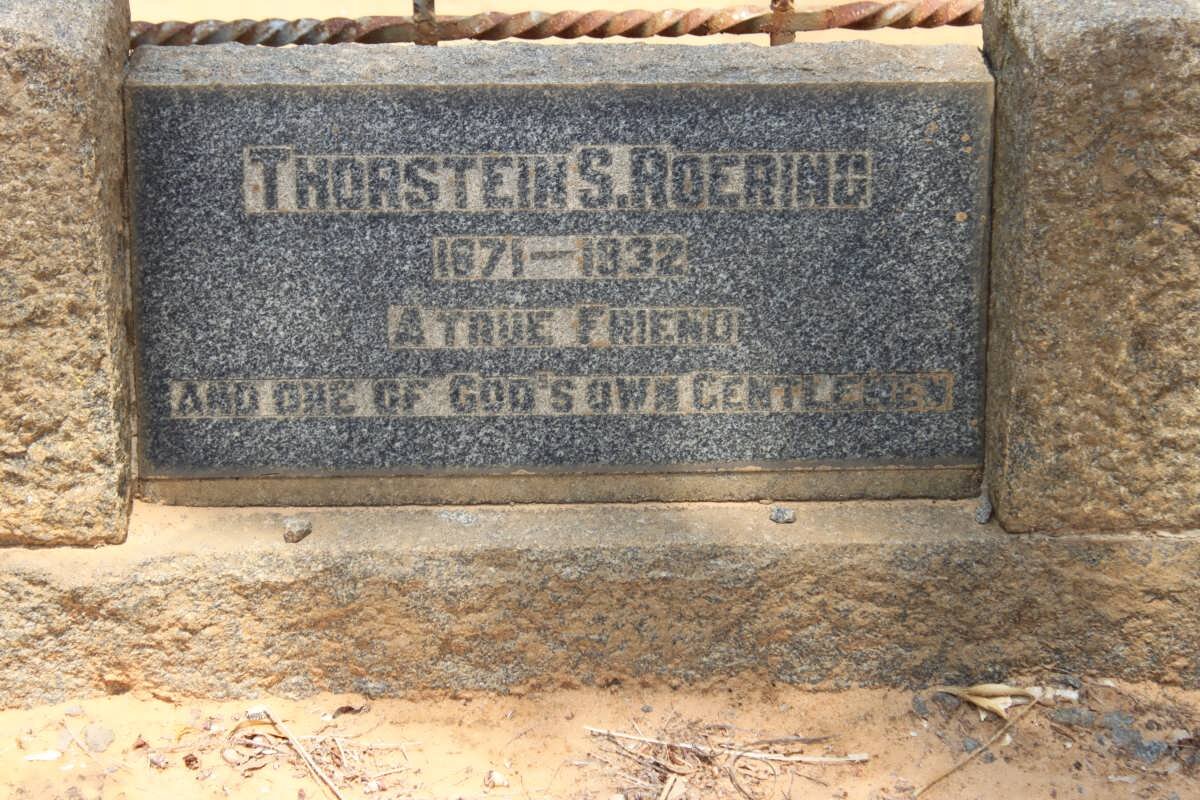 THORSTEIN S. ROERING
1871 — 1932
A TRUE FRIEND
AND ONE OF GOD'S OWN GENTLEMEN